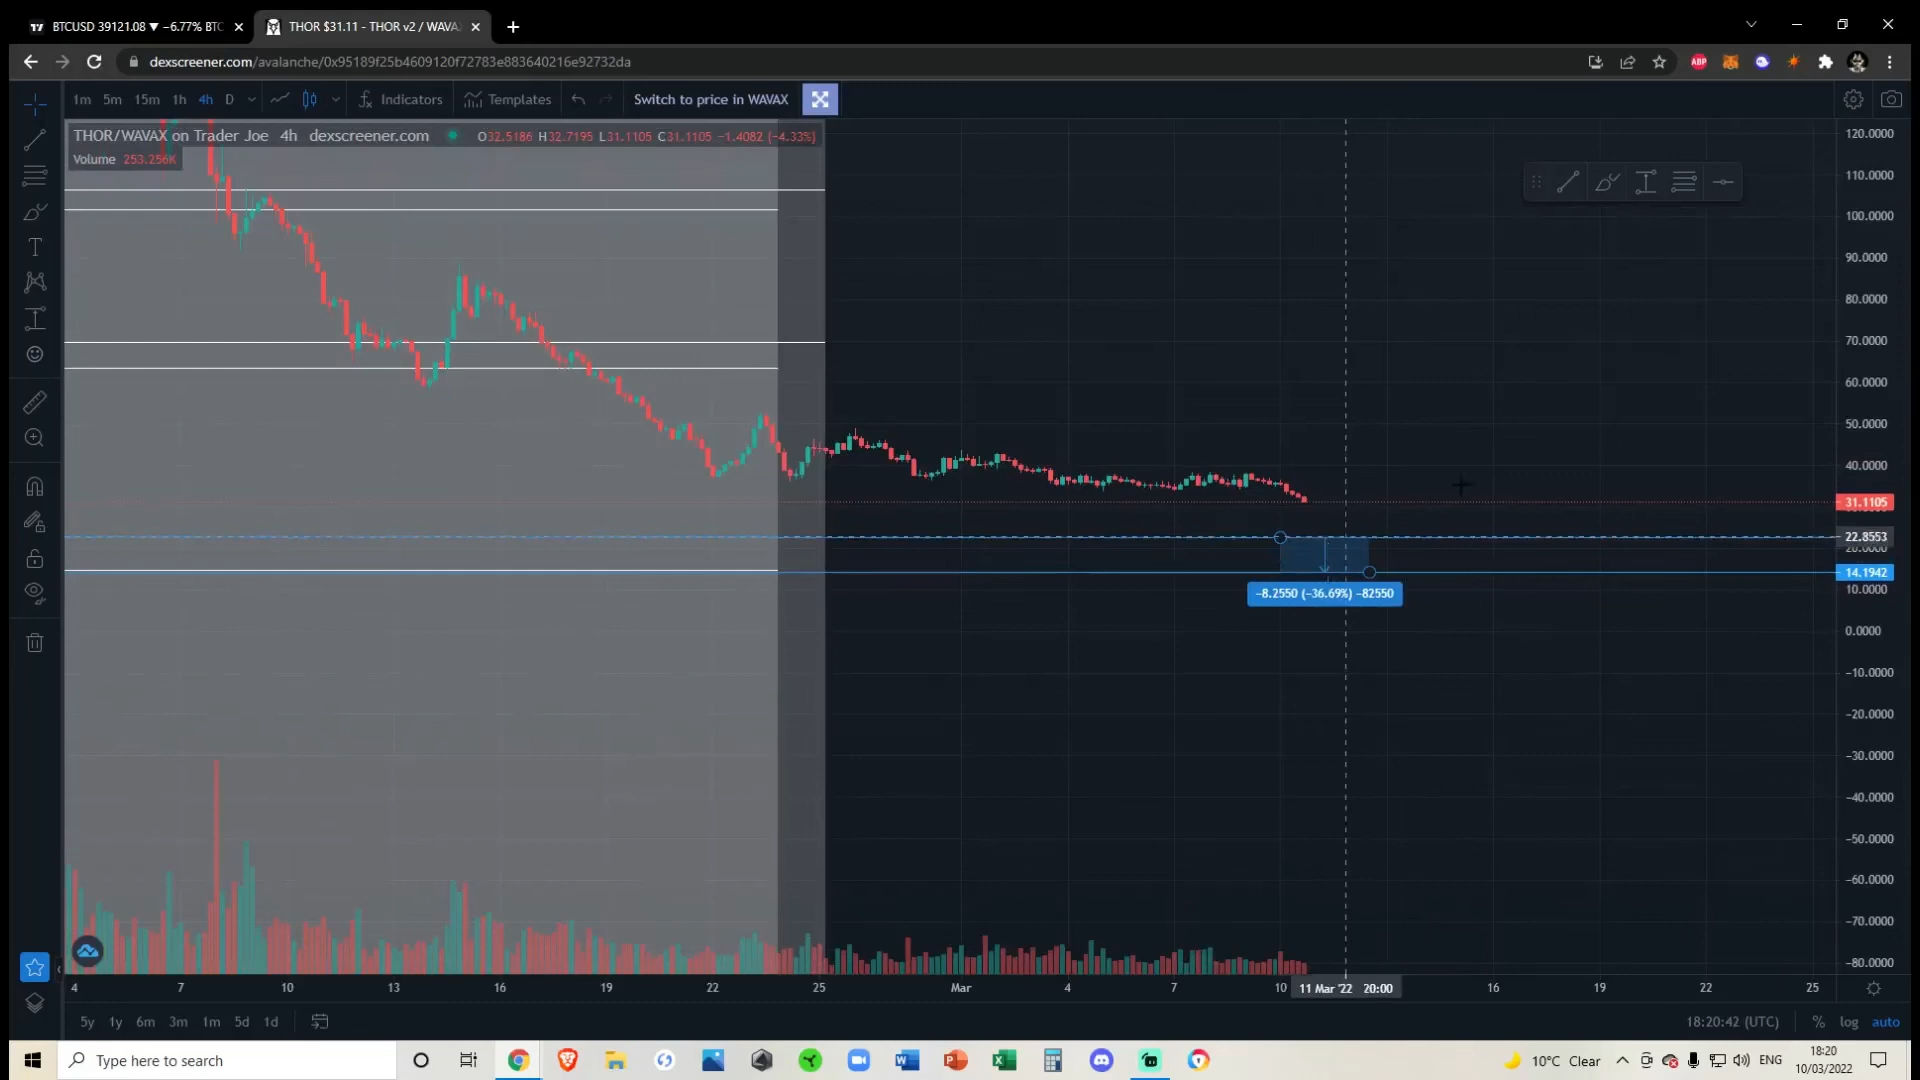 BTCUSD 39121.08 ▼ −6.77% BTC
THOR $31.11 - THOR v2 / WAVA
dexscreener.com/avalanche/0x95189f25b4609120f72783e883640216e92732da
ABP
1m 5m 15m 1h 4h D Indicators Templates Switch to price in WAVAX
THOR/WAVAX on Trader Joe 4h dexscreener.com O32.5186 H32.7195 L31.1105 C31.1105 −1.4082 (−4.33%)
Volume 253.256K
120.0000
110.0000
100.0000
90.0000
80.0000
70.0000
60.0000
50.0000
40.0000
31.1105
22.8553
20.0000
14.1942
10.0000
−8.2550 (−36.69%) −82550
0.0000
−10.0000
−20.0000
−30.0000
−40.0000
−50.0000
−60.0000
−70.0000
−80.0000
4 7 10 13 16 19 22 25 Mar 4 7 10 11 Mar '22 20:00 16 19 22 25
5y 1y 6m 3m 1m 5d 1d 18:20:42 (UTC) % log auto
Type here to search
10°C Clear ENG
18:20
10/03/2022